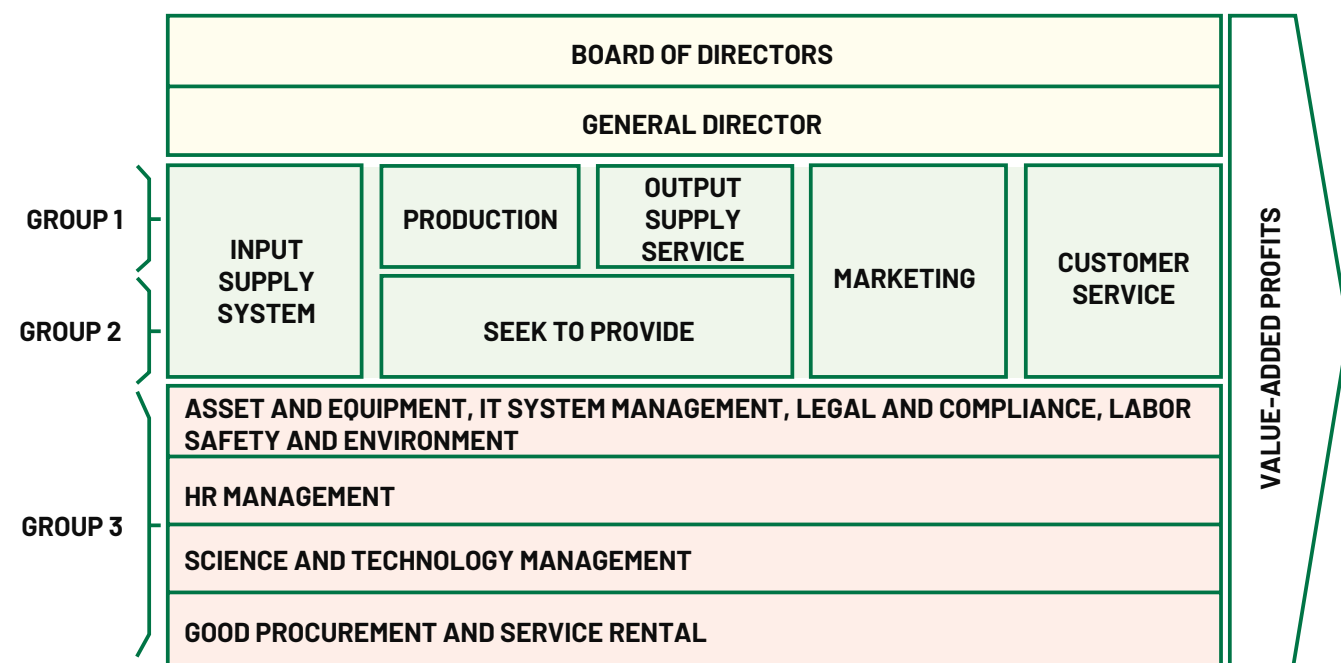 BOARD OF DIRECTORS
GENERAL DIRECTOR
GROUP 1
GROUP 2
INPUT
SUPPLY
SYSTEM
PRODUCTION
OUTPUT
SUPPLY
SERVICE
SEEK TO PROVIDE
MARKETING
CUSTOMER
SERVICE
GROUP 3
ASSET AND EQUIPMENT, IT SYSTEM MANAGEMENT, LEGAL AND COMPLIANCE, LABOR
SAFETY AND ENVIRONMENT
HR MANAGEMENT
SCIENCE AND TECHNOLOGY MANAGEMENT
GOOD PROCUREMENT AND SERVICE RENTAL
VALUE-ADDED PROFITS